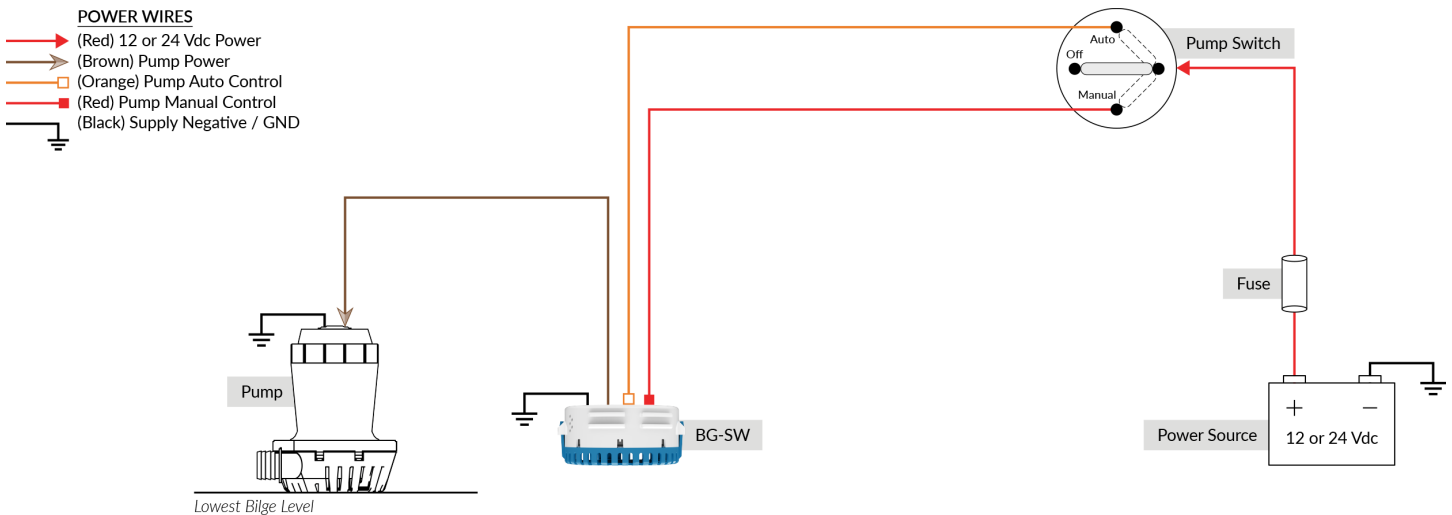 POWER WIRES
(Red) 12 or 24 Vdc Power
(Brown) Pump Power
(Orange) Pump Auto Control
(Red) Pump Manual Control
(Black) Supply Negative / GND
Auto
Off
Manual
Pump Switch
Fuse
Pump
BG-SW
Power Source
+ –
12 or 24 Vdc
Lowest Bilge Level